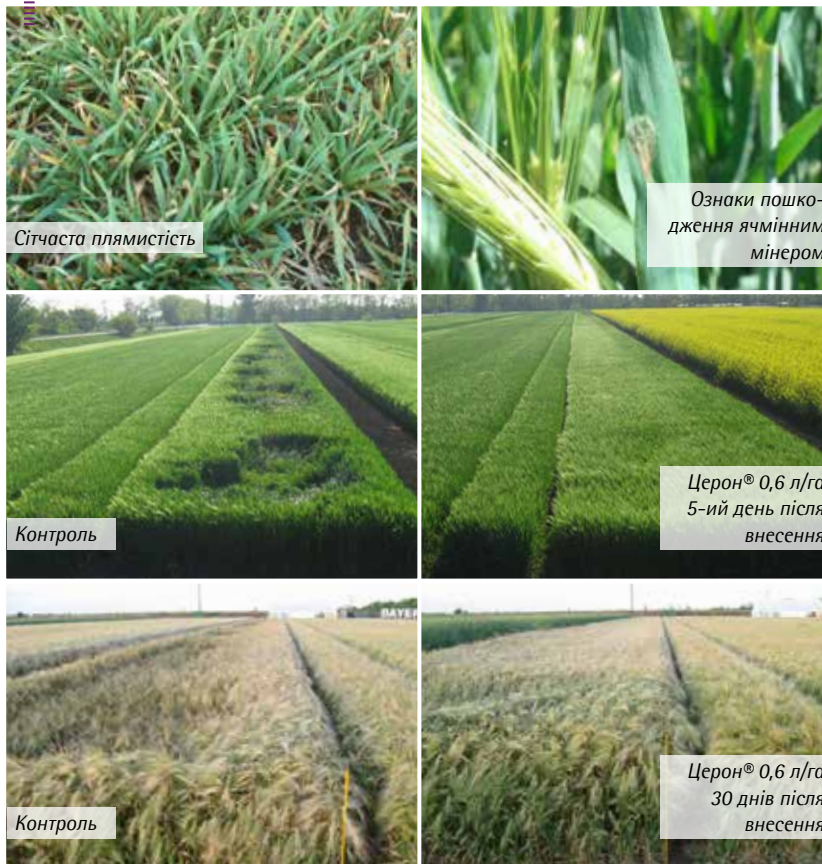 Сітчаста плямистість
Ознаки пошко-
дження ячмінним
мінером
Контроль
Церон® 0,6 л/га
5-ий день після
внесення
BAYER
Контроль
Церон® 0,6 л/га
30 днів після
внесення